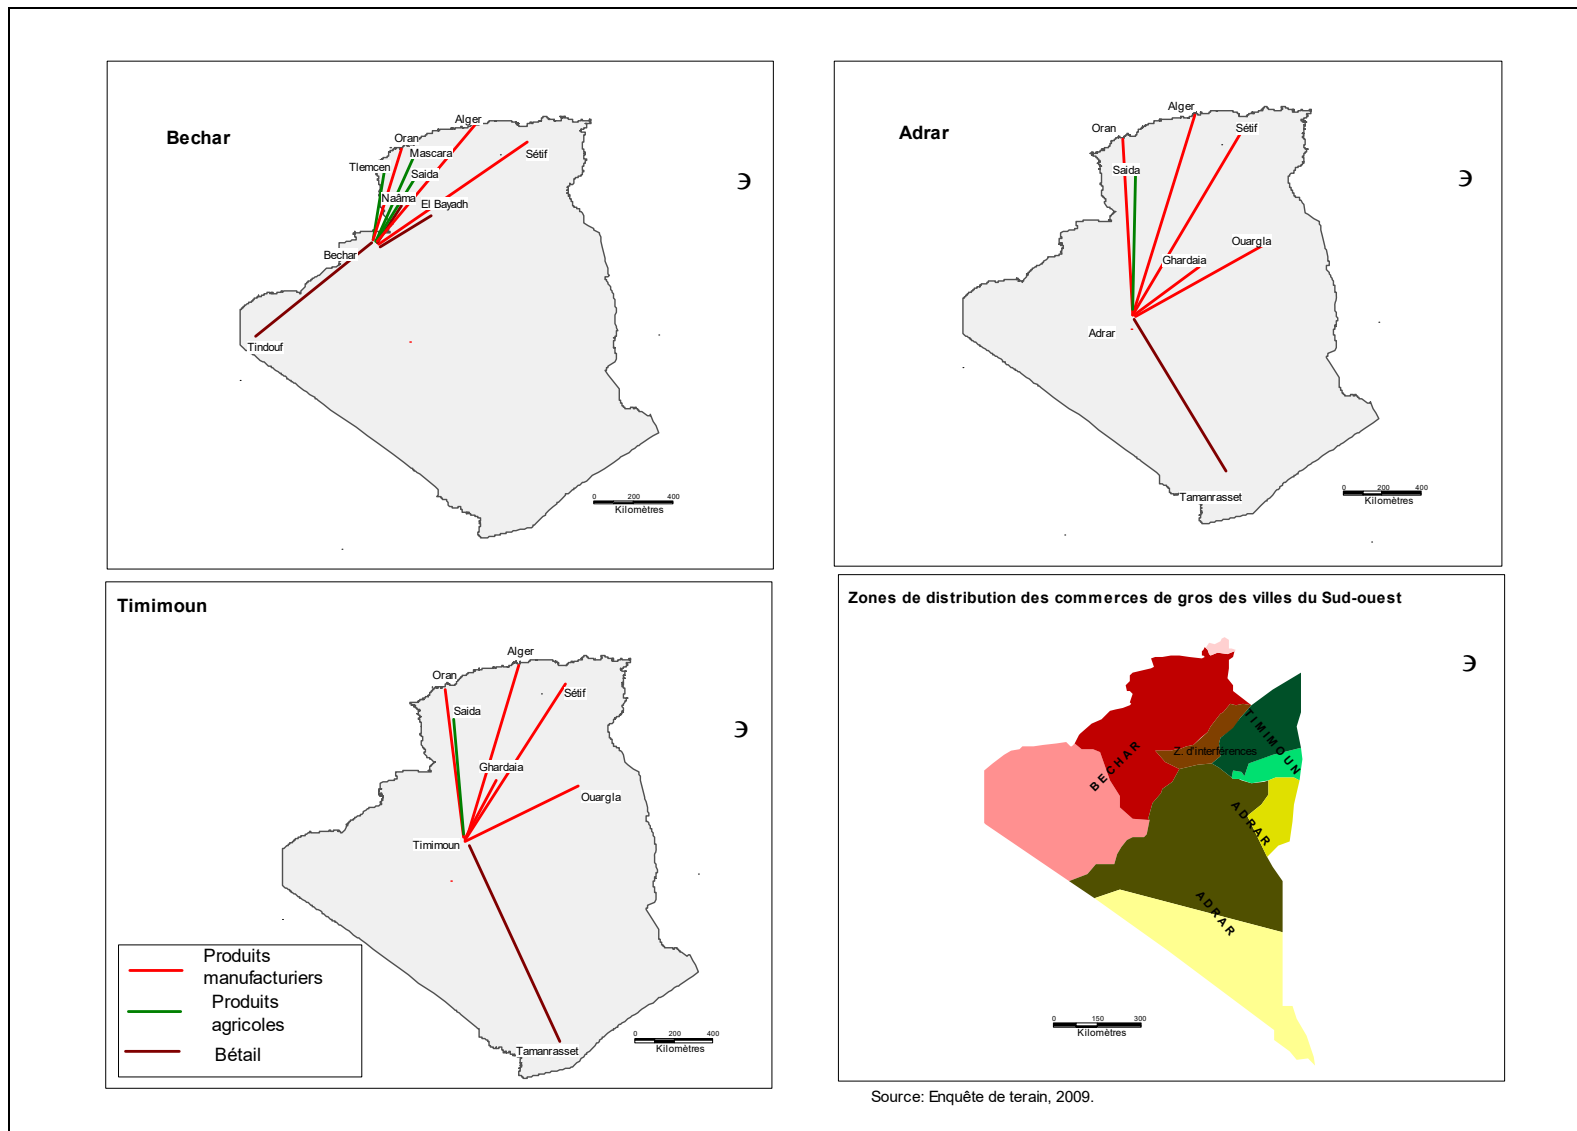 Bechar
Alger
Oran
Mascara
Sétif
Tlemcen
Saida
Naâma
El Bayadh
Bechar
Tindouf
0 200 400
Kilomètres
Adrar
Alger
Oran
Sétif
Saida
Ouargla
Ghardaia
Adrar
Tamanrasset
0 200 400
Kilomètres
Timimoun
Alger
Oran
Sétif
Saida
Ghardaia
Ouargla
Timimoun
Tamanrasset
0 200 400
Kilomètres
Produits
manufacturiers
Produits
agricoles
Bétail
Zones de distribution des commerces de gros des villes du Sud-ouest
TIMIMOUN
Z. d'interférences
BECHAR
ADRAR
ADRAR
0 150 300
Kilomètres
Source: Enquête de terain, 2009.